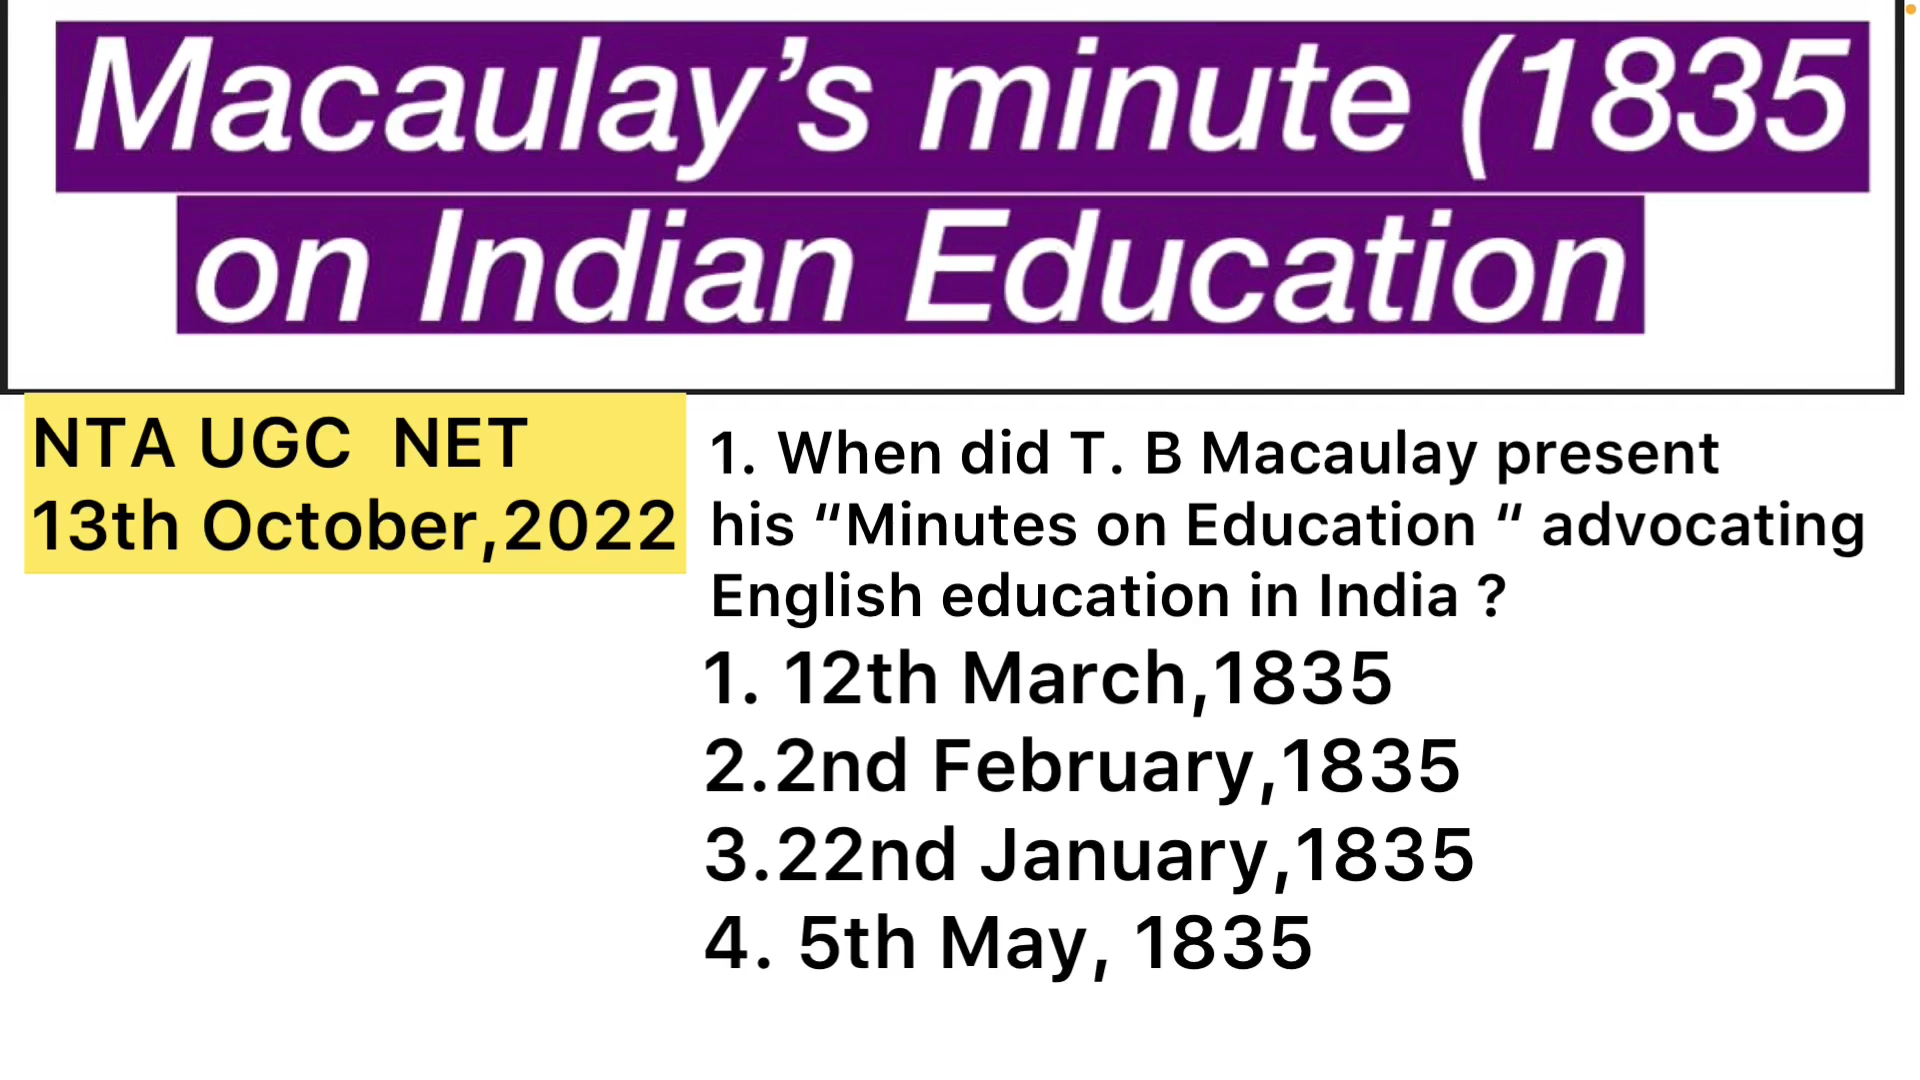 Macaulay’s minute (1835
on Indian Education
NTA UGC  NET
13th October,2022
1. When did T. B Macaulay present
his “Minutes on Education “ advocating
English education in India ?
1. 12th March,1835
2.2nd February,1835
3.22nd January,1835
4. 5th May, 1835